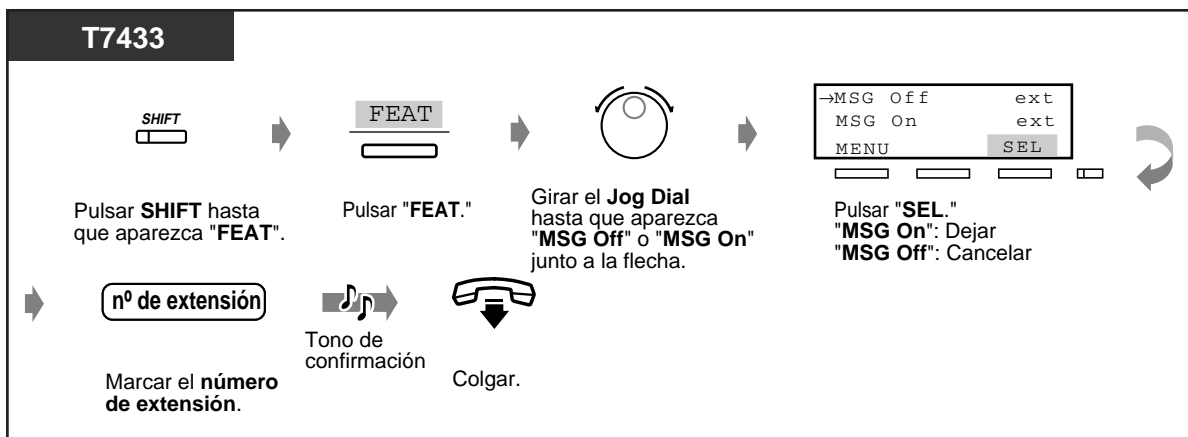 T7433
SHIFT
Pulsar SHIFT hasta
que aparezca "FEAT".
FEAT
Pulsar "FEAT."
Girar el Jog Dial
hasta que aparezca
"MSG Off" o "MSG On"
junto a la flecha.
→MSG Off ext
MSG On ext
MENU SEL
Pulsar "SEL."
"MSG On": Dejar
"MSG Off": Cancelar
nº de extensión
Marcar el número
de extensión.
Tono de
confirmación
Colgar.